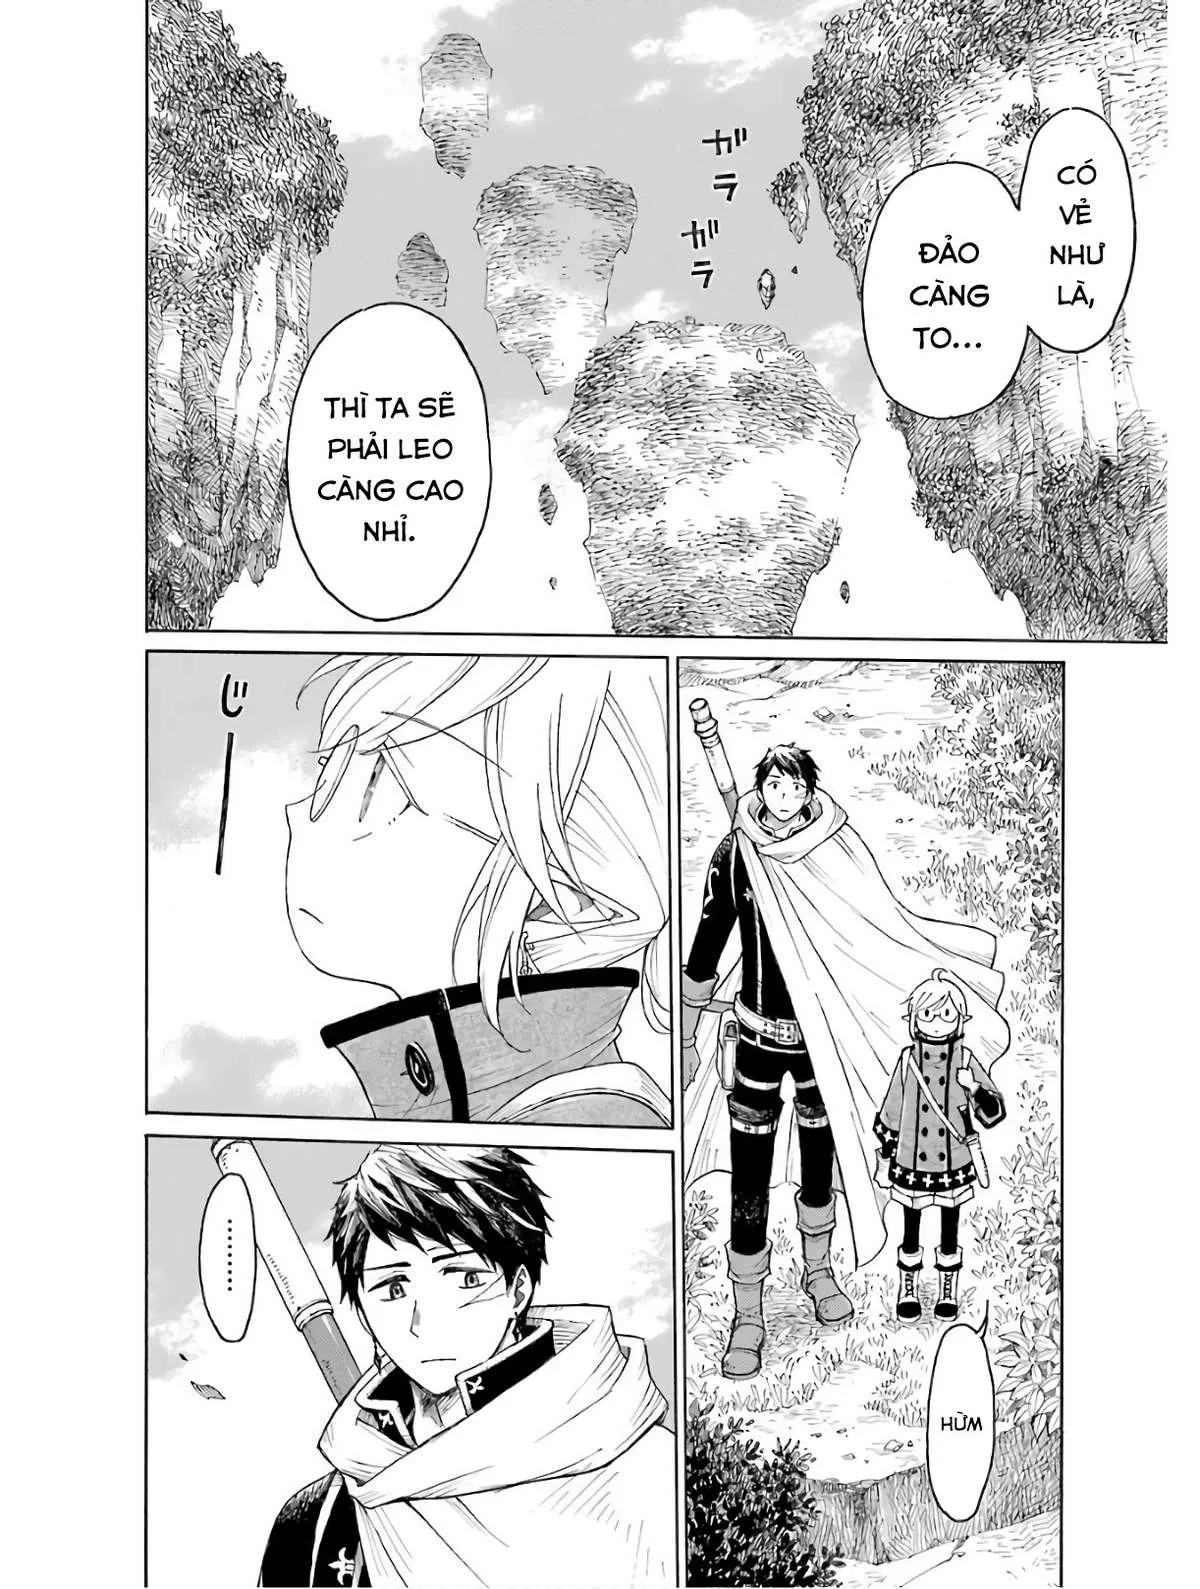 CÓ
VẺ
NHƯ
LÀ,
ĐẢO
CÀNG
TO...
ガラ
ガラ
THÌ TA SẼ
PHẢI LEO
CÀNG CAO
NHỈ.
HỪM
じー
.........